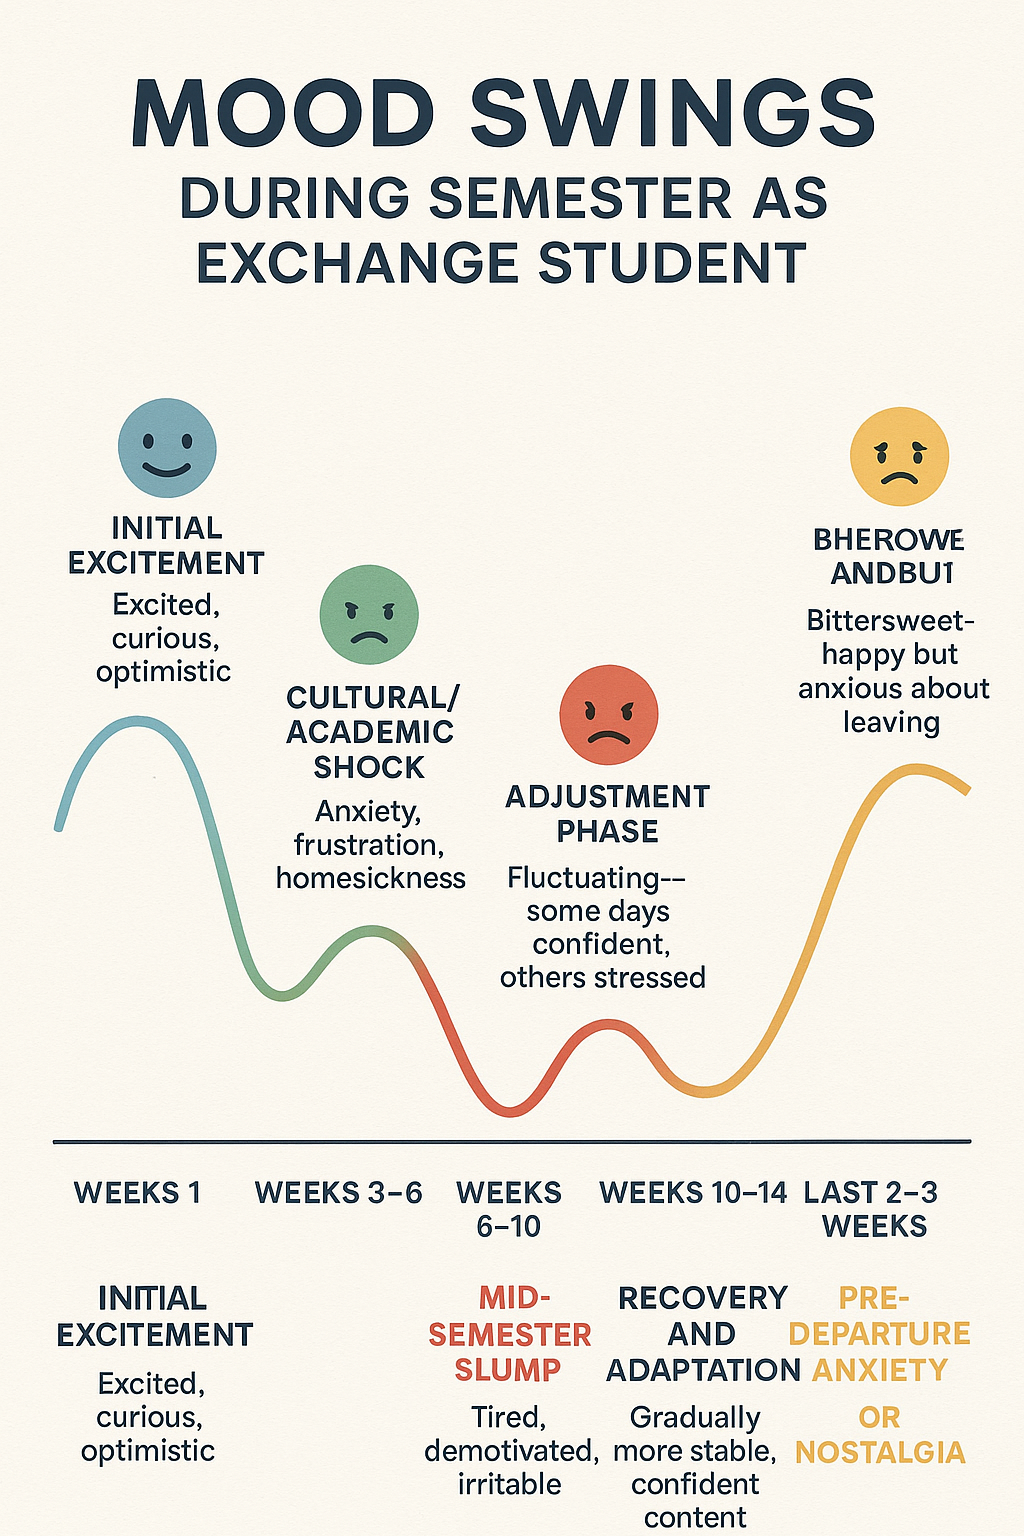 MOOD SWINGS
DURING SEMESTER AS
EXCHANGE STUDENT
INITIAL
EXCITEMENT
Excited,
curious,
optimistic
CULTURAL/
ACADEMIC
SHOCK
Anxiety,
frustration,
homesickness
ADJUSTMENT
PHASE
Fluctuating--
some days
confident,
others stressed
BHEROWE
ANDBU1
Bittersweet-
happy but
anxious about
leaving
WEEKS 1
WEEKS 3–6
WEEKS
6–10
WEEKS 10–14
LAST 2–3
WEEKS
INITIAL
EXCITEMENT
Excited,
curious,
optimistic
MID-
SEMESTER
SLUMP
Tired,
demotivated,
irritable
RECOVERY
AND
ADAPTATION
Gradually
more stable,
confident
content
PRE-
DEPARTURE
ANXIETY
OR
NOSTALGIA